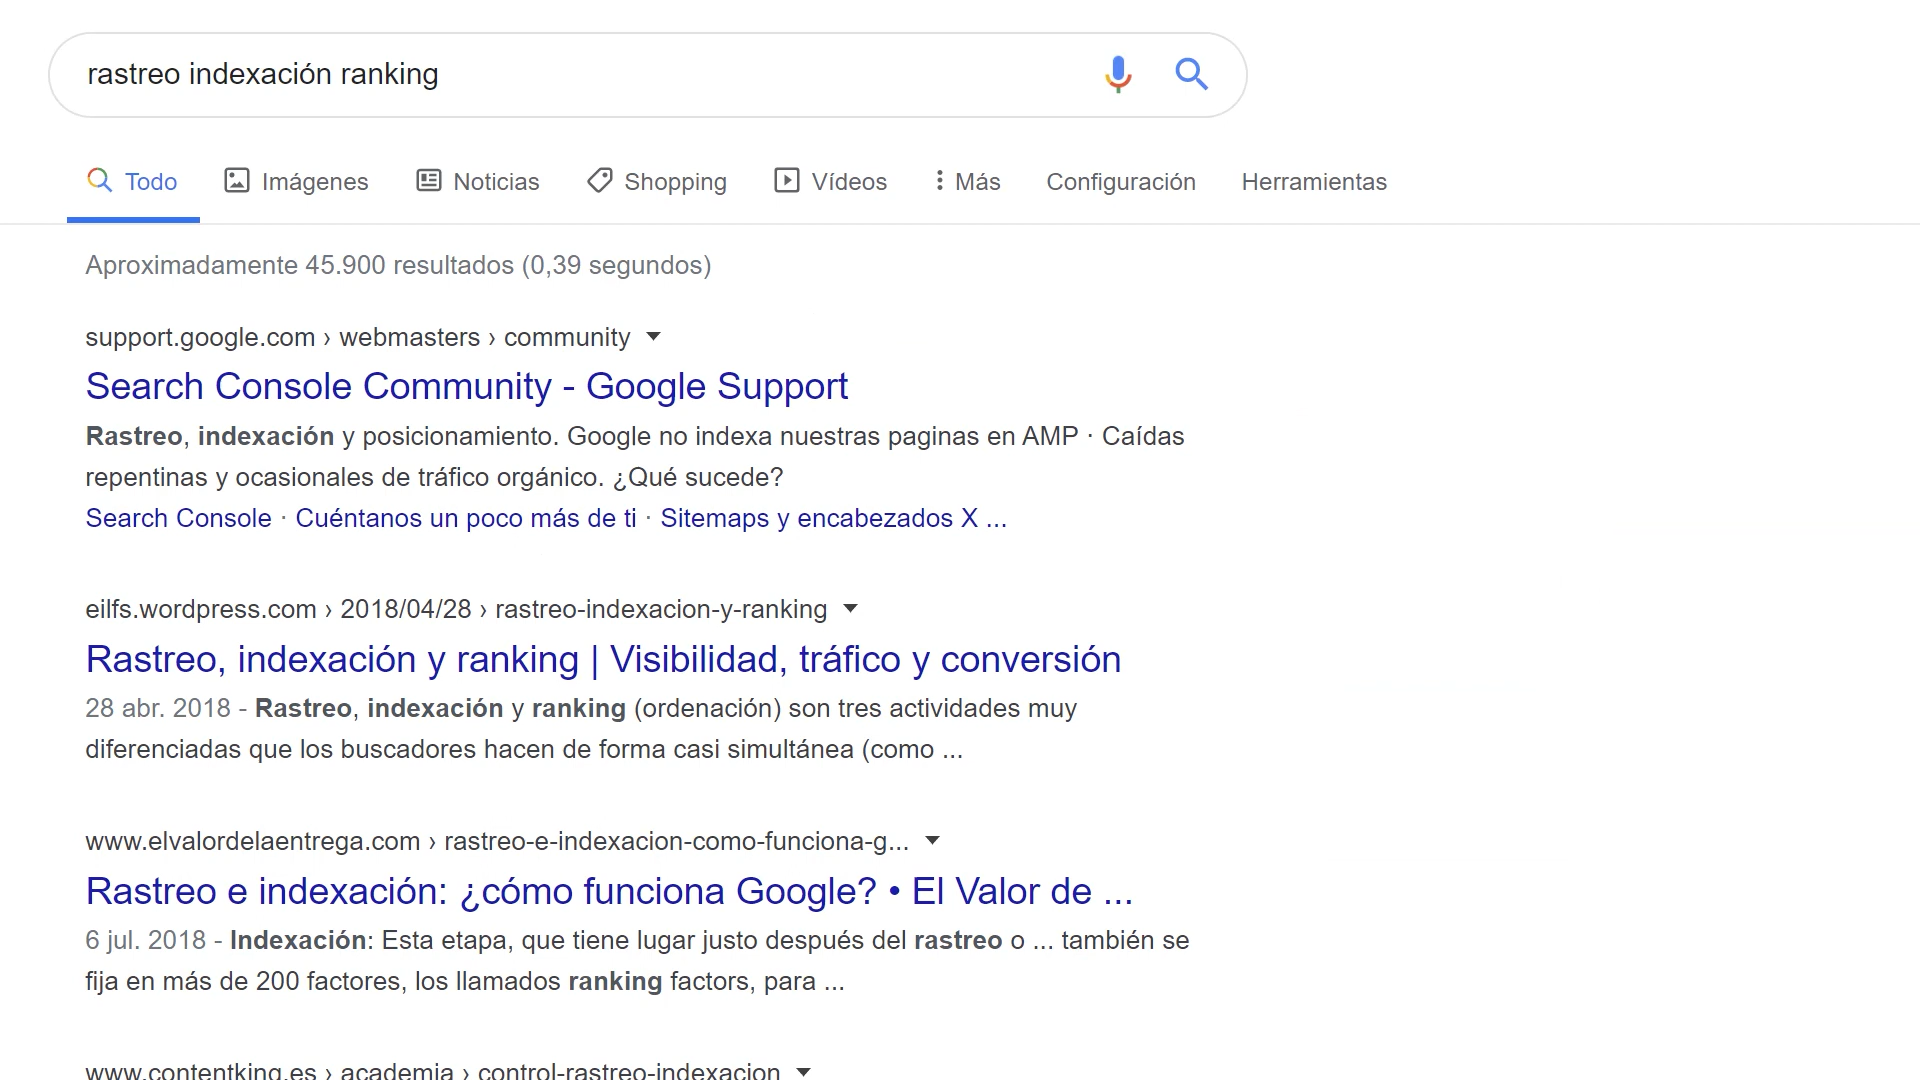 rastreo indexación ranking
Todo Imágenes Noticias Shopping Vídeos Más Configuración Herramientas
Aproximadamente 45.900 resultados (0,39 segundos)
support.google.com › webmasters › community
Search Console Community - Google Support
Rastreo, indexación y posicionamiento. Google no indexa nuestras paginas en AMP · Caídas
repentinas y ocasionales de tráfico orgánico. ¿Qué sucede?
Search Console · Cuéntanos un poco más de ti · Sitemaps y encabezados X ...
eilfs.wordpress.com › 2018/04/28 › rastreo-indexacion-y-ranking
Rastreo, indexación y ranking | Visibilidad, tráfico y conversión
28 abr. 2018 - Rastreo, indexación y ranking (ordenación) son tres actividades muy
diferenciadas que los buscadores hacen de forma casi simultánea (como ...
www.elvalordelaentrega.com › rastreo-e-indexacion-como-funciona-g...
Rastreo e indexación: ¿cómo funciona Google? • El Valor de ...
6 jul. 2018 - Indexación: Esta etapa, que tiene lugar justo después del rastreo o ... también se
fija en más de 200 factores, los llamados ranking factors, para ...
www.contentking.es › academia › control-rastreo-indexacion